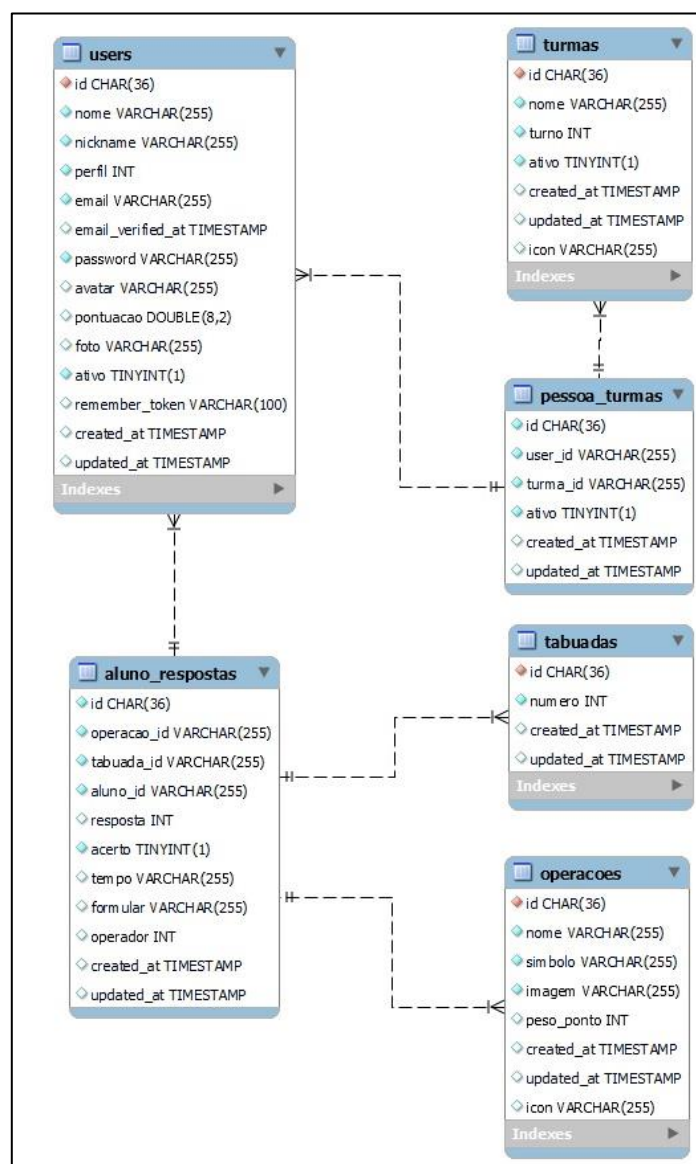 users
id CHAR(36)
nome VARCHAR(255)
nickname VARCHAR(255)
perfil INT
email VARCHAR(255)
email_verified_at TIMESTAMP
password VARCHAR(255)
avatar VARCHAR(255)
pontuacao DOUBLE(8,2)
foto VARCHAR(255)
ativo TINYINT(1)
remember_token VARCHAR(100)
created_at TIMESTAMP
updated_at TIMESTAMP
Indexes
turmas
id CHAR(36)
nome VARCHAR(255)
turno INT
ativo TINYINT(1)
created_at TIMESTAMP
updated_at TIMESTAMP
icon VARCHAR(255)
Indexes
pessoa_turmas
id CHAR(36)
user_id VARCHAR(255)
turma_id VARCHAR(255)
ativo TINYINT(1)
created_at TIMESTAMP
updated_at TIMESTAMP
aluno_respostas
id CHAR(36)
operacao_id VARCHAR(255)
tabuada_id VARCHAR(255)
aluno_id VARCHAR(255)
resposta INT
acerto TINYINT(1)
tempo VARCHAR(255)
formular VARCHAR(255)
operador INT
created_at TIMESTAMP
updated_at TIMESTAMP
tabuadas
id CHAR(36)
numero INT
created_at TIMESTAMP
updated_at TIMESTAMP
Indexes
operacoes
id CHAR(36)
nome VARCHAR(255)
simbolo VARCHAR(255)
imagem VARCHAR(255)
peso_ponto INT
created_at TIMESTAMP
updated_at TIMESTAMP
icon VARCHAR(255)
Indexes